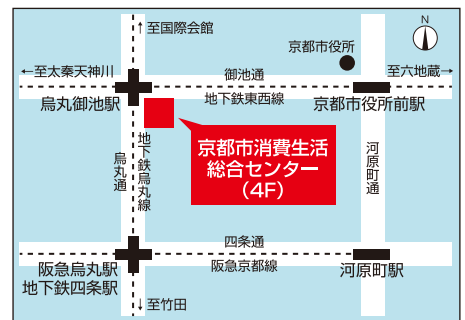 ↑至国際会館
N
京都市役所
←至太秦天神川
御池通
至六地蔵→
烏丸御池駅
地下鉄東西線
京都市役所前駅
烏丸通
地下鉄烏丸線
京都市消費生活
総合センター
（4F）
河原町通
四条通
阪急烏丸駅
地下鉄四条駅
阪急京都線
河原町駅
↓至竹田